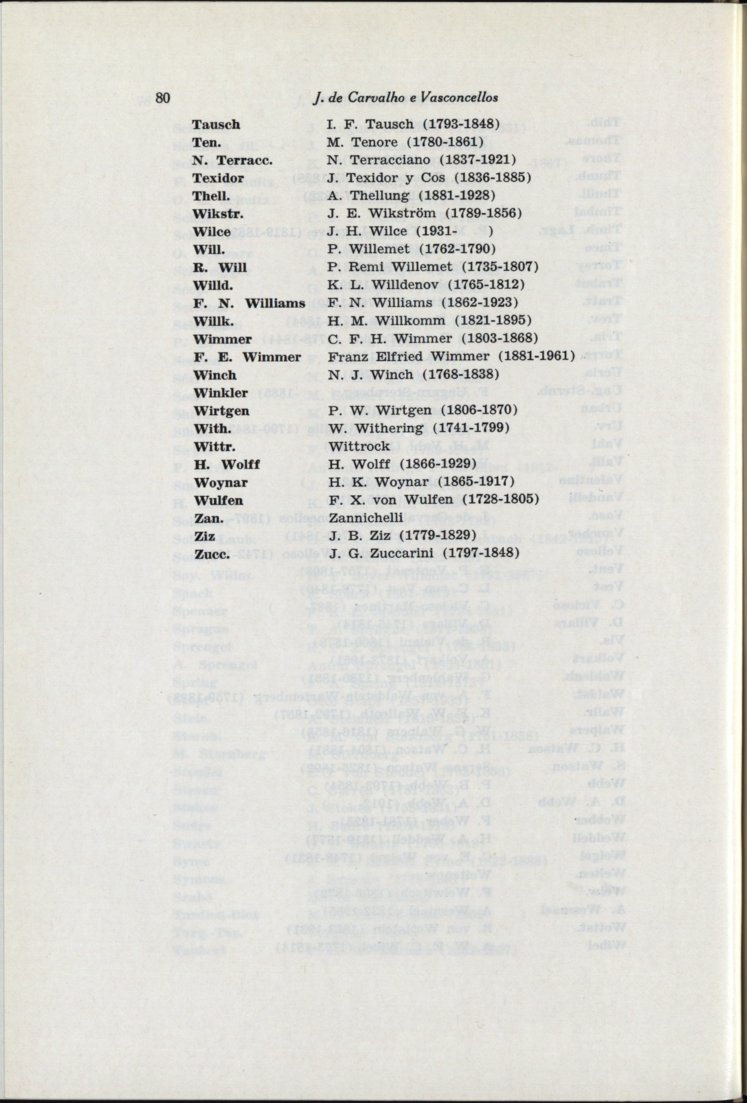 80 J. de Carvalho e Vasconcellos
Tausch I. F. Tausch (1793-1848)
Ten. M. Tenore (1780-1861)
N. Terracc. N. Terracciano (1837-1921)
Texidor J. Texidor y Cos (1836-1885)
Thell. A. Thellung (1881-1928)
Wikstr. J. E. Wikström (1789-1856)
Wilce J. H. Wilce (1931- )
Will. P. Willemet (1762-1790)
R. Will P. Remi Willemet (1735-1807)
Willd. K. L. Willdenov (1765-1812)
F. N. Williams F. N. Williams (1862-1923)
Willk. H. M. Willkomm (1821-1895)
Wimmer C. F. H. Wimmer (1803-1868)
F. E. Wimmer Franz Elfried Wimmer (1881-1961)
Winch N. J. Winch (1768-1838)
Winkler
Wirtgen P. W. Wirtgen (1806-1870)
With. W. Withering (1741-1799)
Wittr. Wittrock
H. Wolff H. Wolff (1866-1929)
Woynar H. K. Woynar (1865-1917)
Wulfen F. X. von Wulfen (1728-1805)
Zan. Zannichelli
Ziz J. B. Ziz (1779-1829)
Zucc. J. G. Zuccarini (1797-1848)